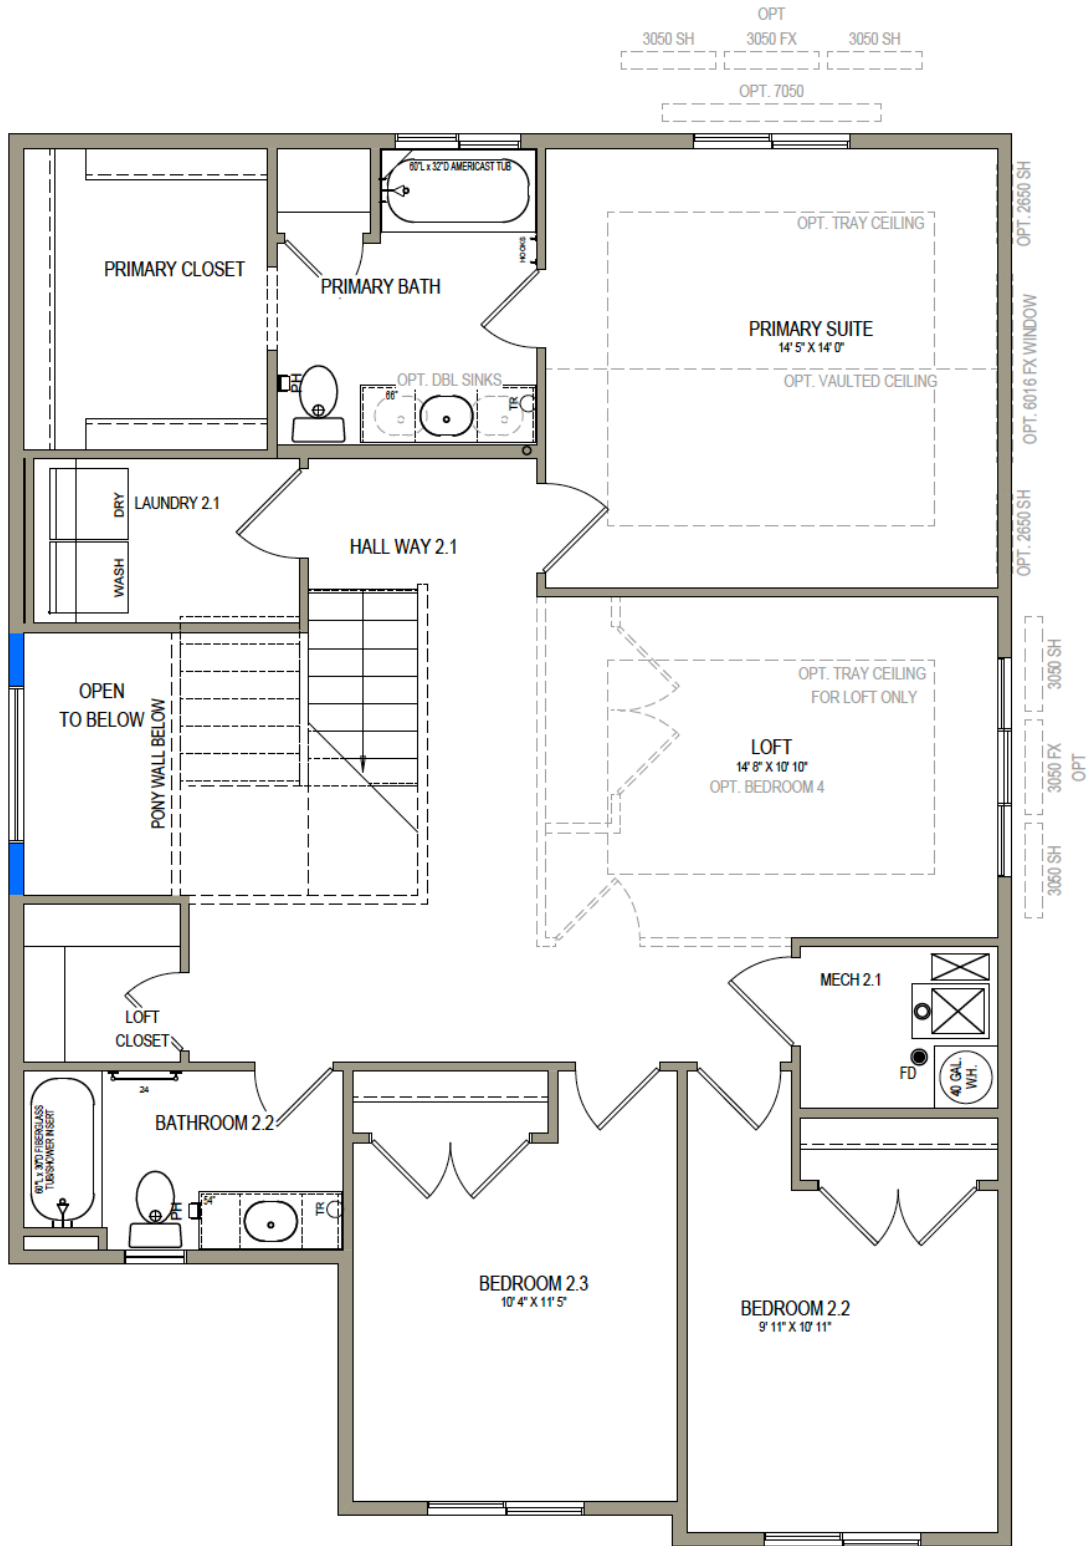 OPT
3050 SH
3050 FX
3050 SH
OPT. 7050
60"L x 32"D AMERICAST TUB
HOOKS
OPT. TRAY CEILING
OPT. 2650 SH
PRIMARY CLOSET
PRIMARY BATH
PRIMARY SUITE
14' 5" X 14' 0"
OPT. 6016 FX WINDOW
OPT. VAULTED CEILING
PH
OPT. DBL SINKS
66"
TR
OPT. 2650 SH
DRY
LAUNDRY 2.1
WASH
HALL WAY 2.1
OPEN
TO BELOW
PONY WALL BELOW
OPT. TRAY CEILING
FOR LOFT ONLY
LOFT
14' 8" X 10' 10"
OPT. BEDROOM 4
3050 SH
3050 FX
OPT
3050 SH
MECH 2.1
FD
40 GAL.
W.H.
LOFT
CLOSET
24
60"L x 30"D FIBERGLASS
TUB/SHOWER INSERT
BATHROOM 2.2
PH
54"
TR
BEDROOM 2.3
10' 4" X 11' 5"
BEDROOM 2.2
9' 11" X 10' 11"